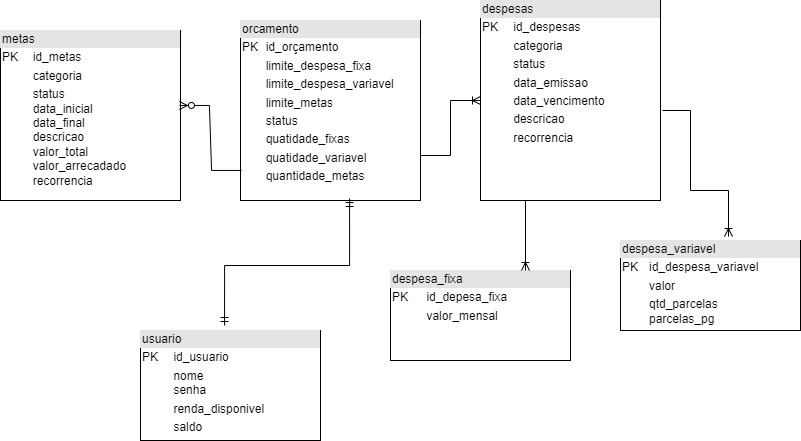 metas
PK id_metas
categoria
status
data_inicial
data_final
descricao
valor_total
valor_arrecadado
recorrencia
orcamento
PK id_orçamento
limite_despesa_fixa
limite_despesa_variavel
limite_metas
status
quatidade_fixas
quatidade_variavel
quantidade_metas
despesas
PK id_despesas
categoria
status
data_emissao
data_vencimento
descricao
recorrencia
usuario
PK id_usuario
nome
senha
renda_disponivel
saldo
despesa_fixa
PK id_depesa_fixa
valor_mensal
despesa_variavel
PK id_despesa_variavel
valor
qtd_parcelas
parcelas_pg